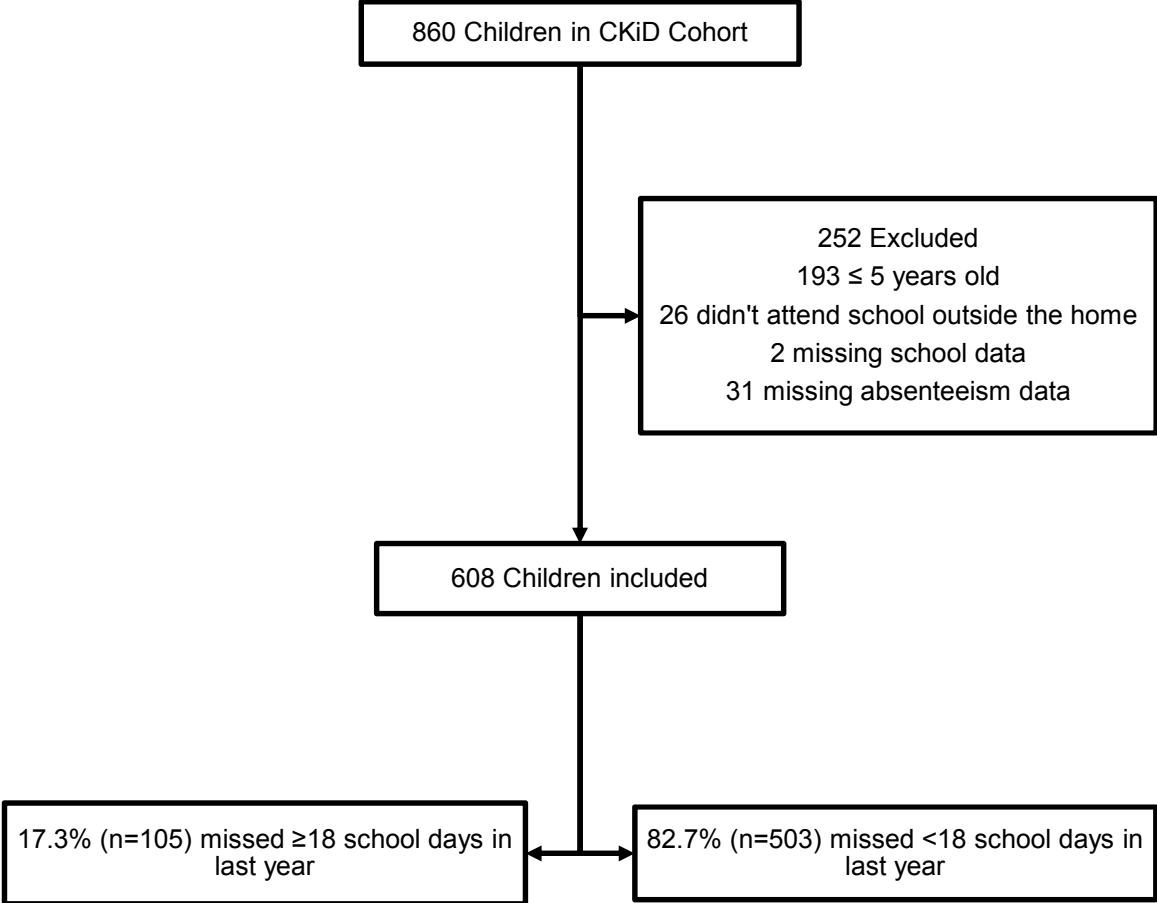 860 Children in CKiD Cohort
252 Excluded
193 ≤ 5 years old
26 didn't attend school outside the home
2 missing school data
31 missing absenteeism data
608 Children included
17.3% (n=105) missed ≥18 school days in
last year
82.7% (n=503) missed <18 school days in
last year